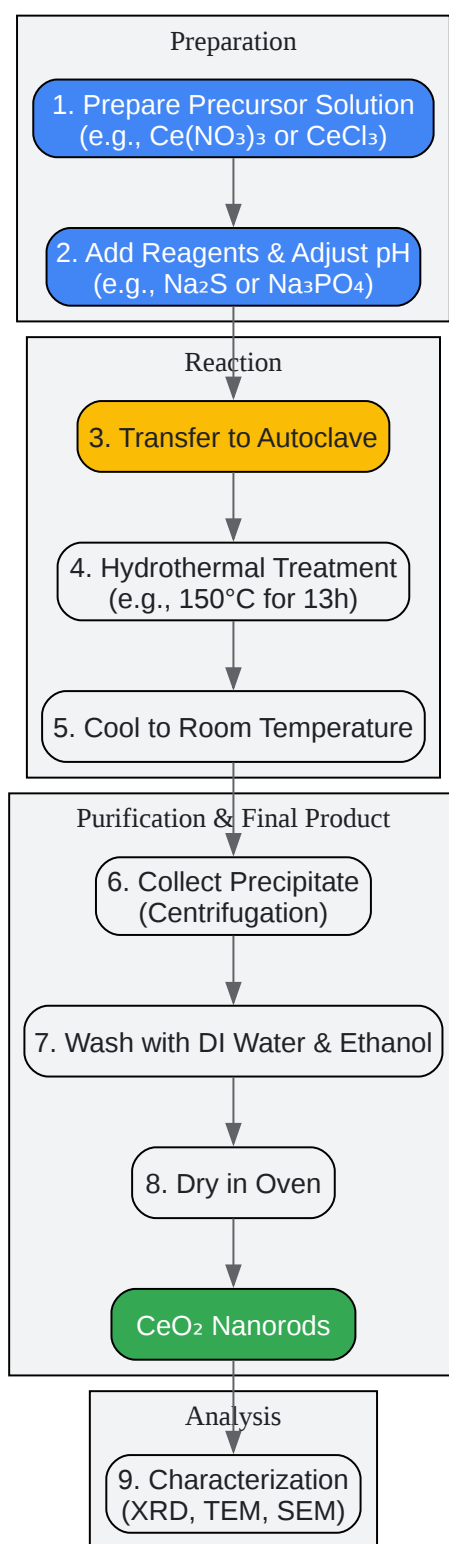 Preparation
1. Prepare Precursor Solution
(e.g., Ce(NO₃)₃ or CeCl₃)
2. Add Reagents & Adjust pH
(e.g., Na₂S or Na₃PO₄)
Reaction
3. Transfer to Autoclave
4. Hydrothermal Treatment
(e.g., 150°C for 13h)
5. Cool to Room Temperature
Purification & Final Product
6. Collect Precipitate
(Centrifugation)
7. Wash with DI Water & Ethanol
8. Dry in Oven
CeO₂ Nanorods
Analysis
9. Characterization
(XRD, TEM, SEM)